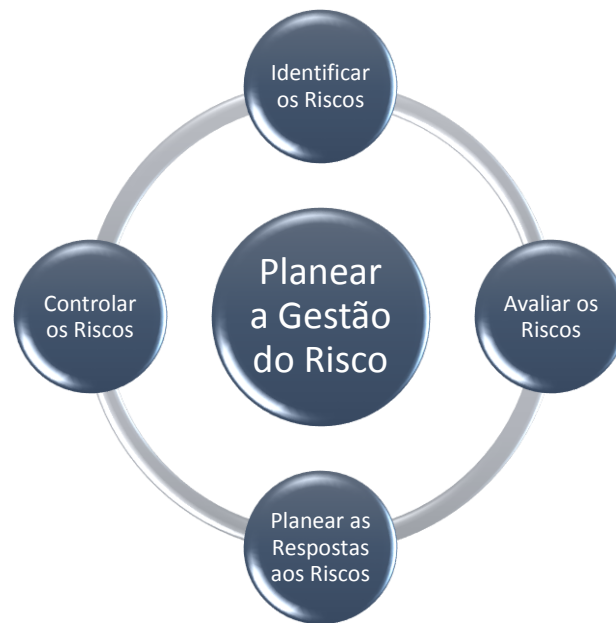 Identificar
os Riscos
Planear
a Gestão
do Risco
Controlar
os Riscos
Avaliar os
Riscos
Planear as
Respostas
aos Riscos